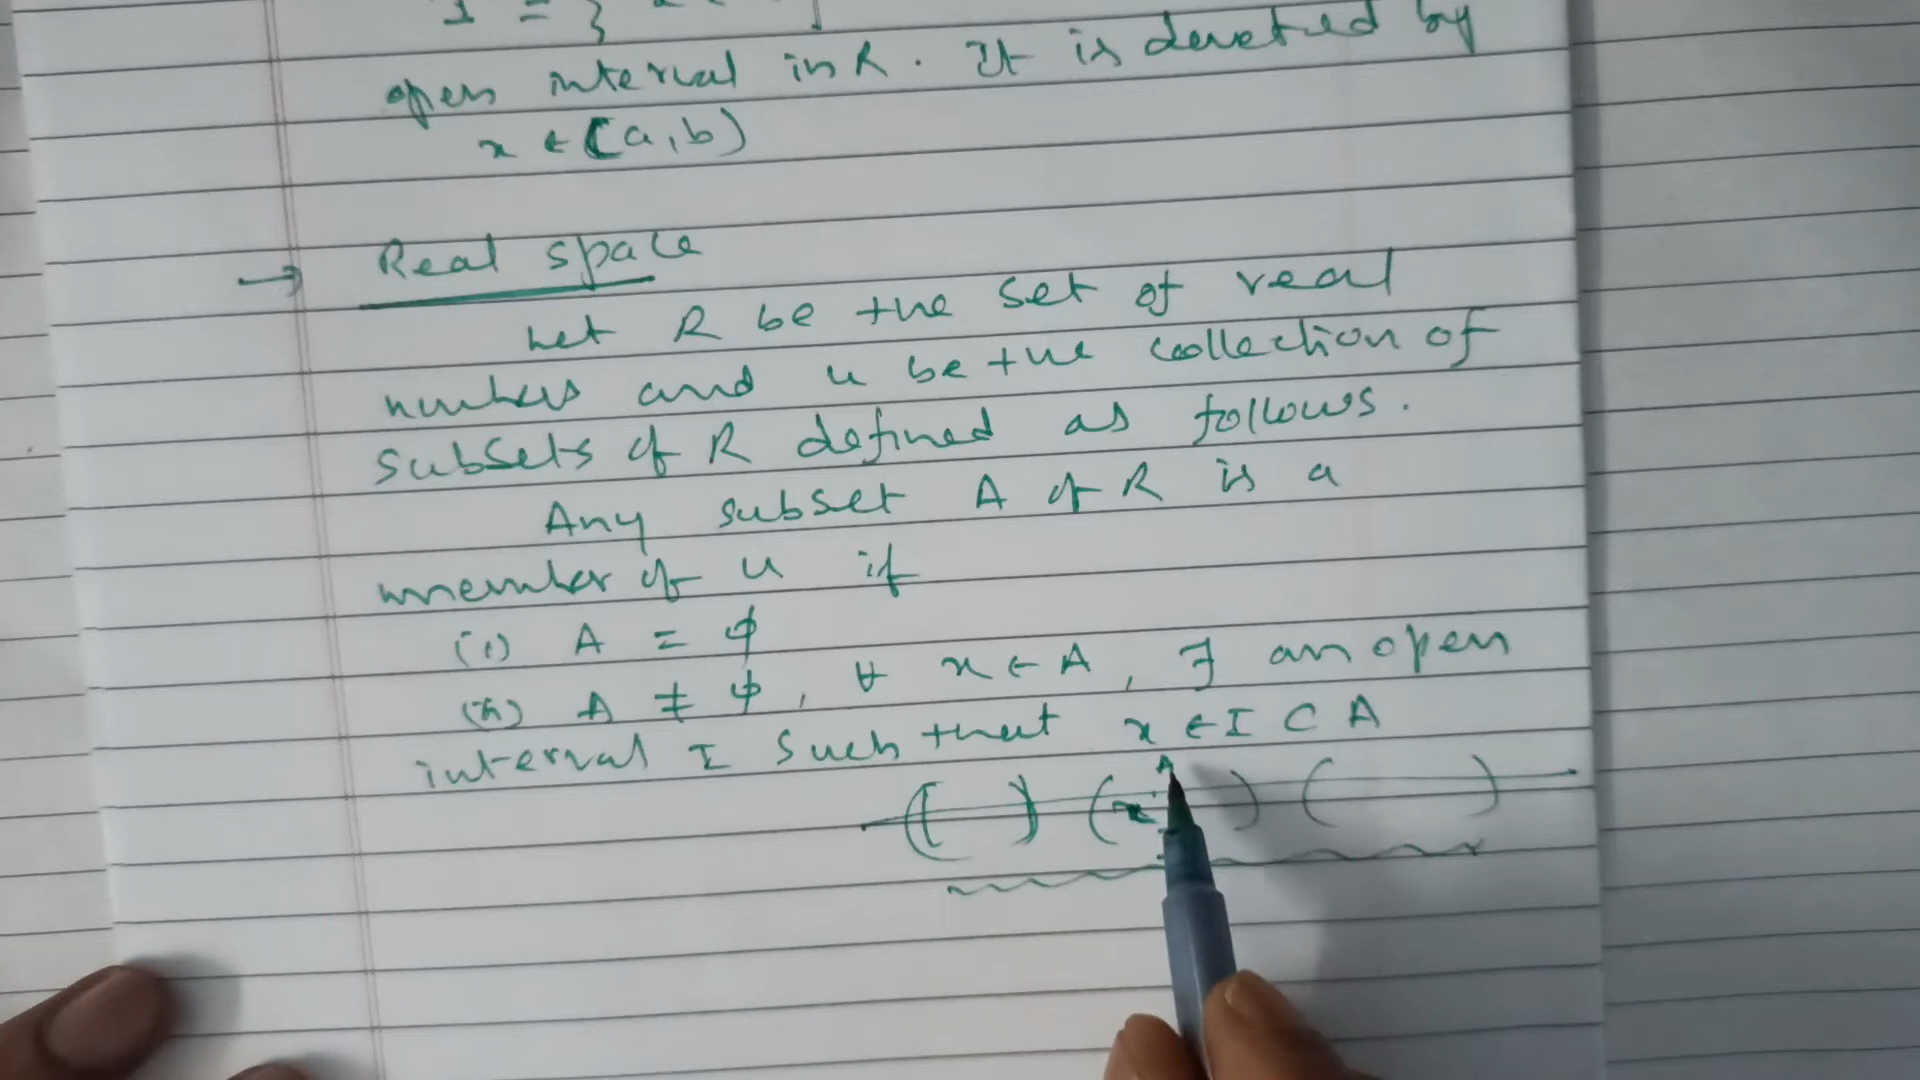 I = {
open interval in R. It is denoted by
x ∈ (a, b)
→ Real space
Let R be the set of real
numbers and u be the collection of
subsets of R defined as follows.
Any subset A of R is a
member of u if
(i) A = ϕ
(ii) A ≠ ϕ, ∀ x ∈ A, ∃ an open
interval I such that x ∈ I ⊂ A
A
( [ ) ( x ) ( )